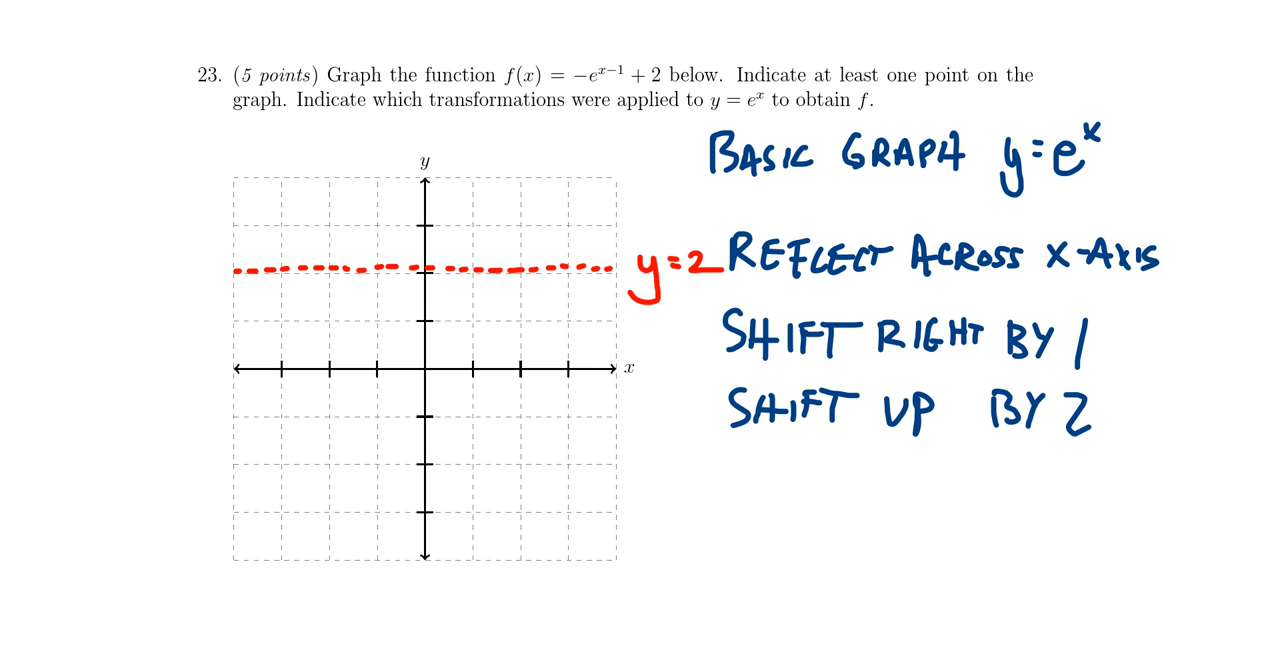 23. (5 points) Graph the function f(x) = −e^{x−1} + 2 below. Indicate at least one point on the
graph. Indicate which transformations were applied to y = e^x to obtain f.
BASIC GRAPH y=e^x
y
y=2
REFLECT ACROSS X-AXIS
SHIFT RIGHT BY 1
x
SHIFT UP BY 2